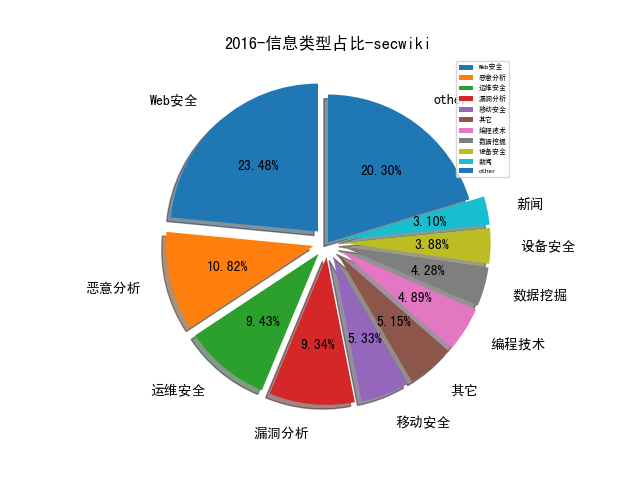 2016-信息类型占比-secwiki
Web安全
23.48%
恶意分析
10.82%
运维安全
9.43%
漏洞分析
9.34%
移动安全
5.33%
其它
5.15%
编程技术
4.89%
数据挖掘
4.28%
设备安全
3.88%
新闻
3.10%
other
20.30%
Web安全
恶意分析
运维安全
漏洞分析
移动安全
其它
编程技术
数据挖掘
设备安全
新闻
other